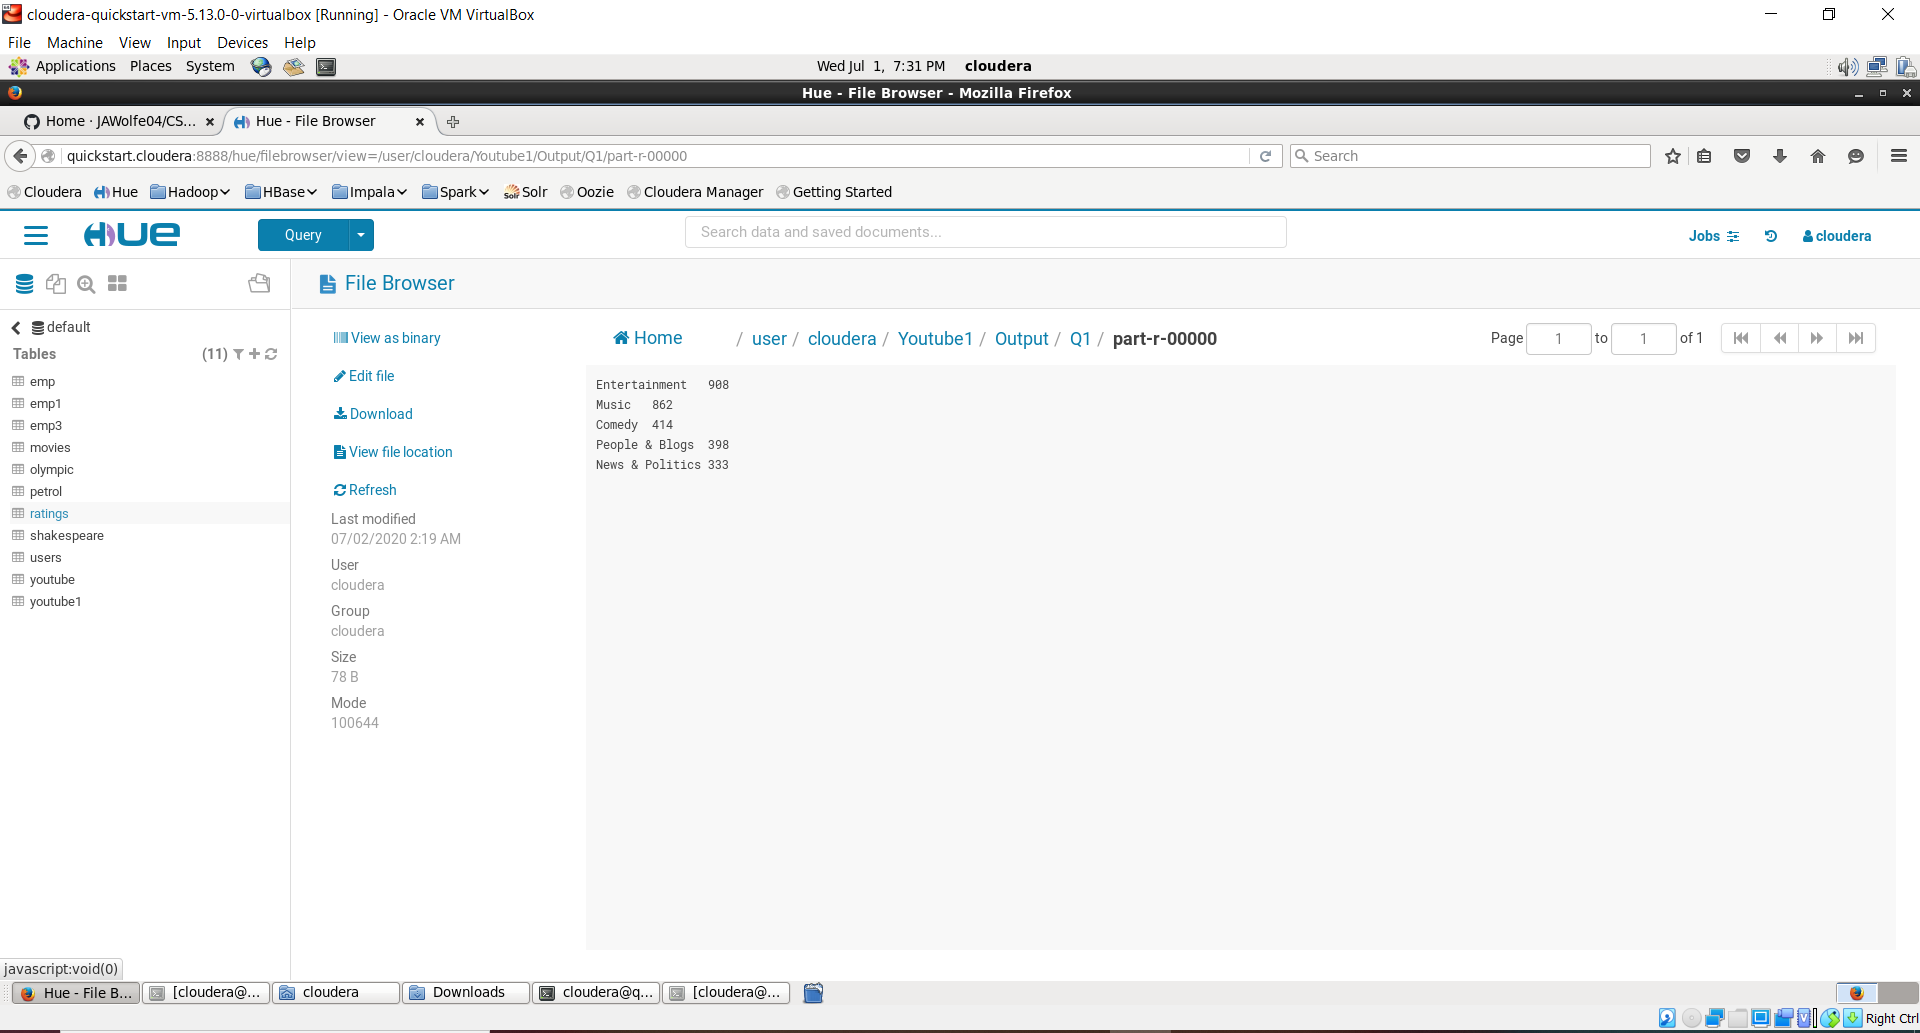 cloudera-quickstart-vm-5.13.0-0-virtualbox [Running] - Oracle VM VirtualBox
File Machine View Input Devices Help
Applications Places System Wed Jul 1, 7:31 PM cloudera
Hue - File Browser - Mozilla Firefox
Home · JAWolfe04/CS... Hue - File Browser
quickstart.cloudera:8888/hue/filebrowser/view=/user/cloudera/Youtube1/Output/Q1/part-r-00000 Search
Cloudera Hue Hadoop HBase Impala Spark Solr Oozie Cloudera Manager Getting Started
HUE Query Search data and saved documents... Jobs cloudera
File Browser
default
Tables (11)
emp
emp1
emp3
movies
olympic
petrol
ratings
shakespeare
users
youtube
youtube1
View as binary
Edit file
Download
View file location
Refresh
Last modified
07/02/2020 2:19 AM
User
cloudera
Group
cloudera
Size
78 B
Mode
100644
Home / user / cloudera / Youtube1 / Output / Q1 / part-r-00000 Page 1 to 1 of 1
Entertainment 908
Music 862
Comedy 414
People & Blogs 398
News & Politics 333
javascript:void(0)
Hue - File B... [cloudera@... cloudera Downloads cloudera@q... [cloudera@...
Right Ctrl